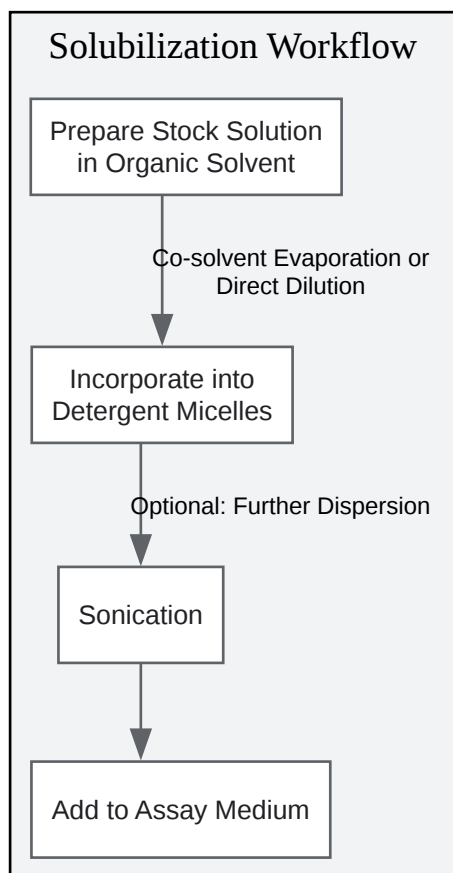 Solubilization Workflow
Prepare Stock Solution
in Organic Solvent
Co-solvent Evaporation or
Direct Dilution
Incorporate into
Detergent Micelles
Optional: Further Dispersion
Sonication
Add to Assay Medium